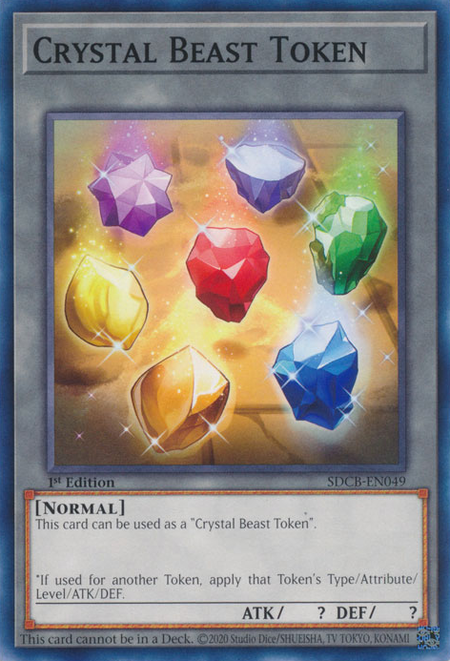 CRYSTAL BEAST TOKEN
1st Edition
SDCB-EN049
[NORMAL]
This card can be used as a "Crystal Beast Token".
*If used for another Token, apply that Token's Type/Attribute/
Level/ATK/DEF.
ATK/ ? DEF/ ?
This card cannot be in a Deck. ©2020 Studio Dice/SHUEISHA, TV TOKYO, KONAMI